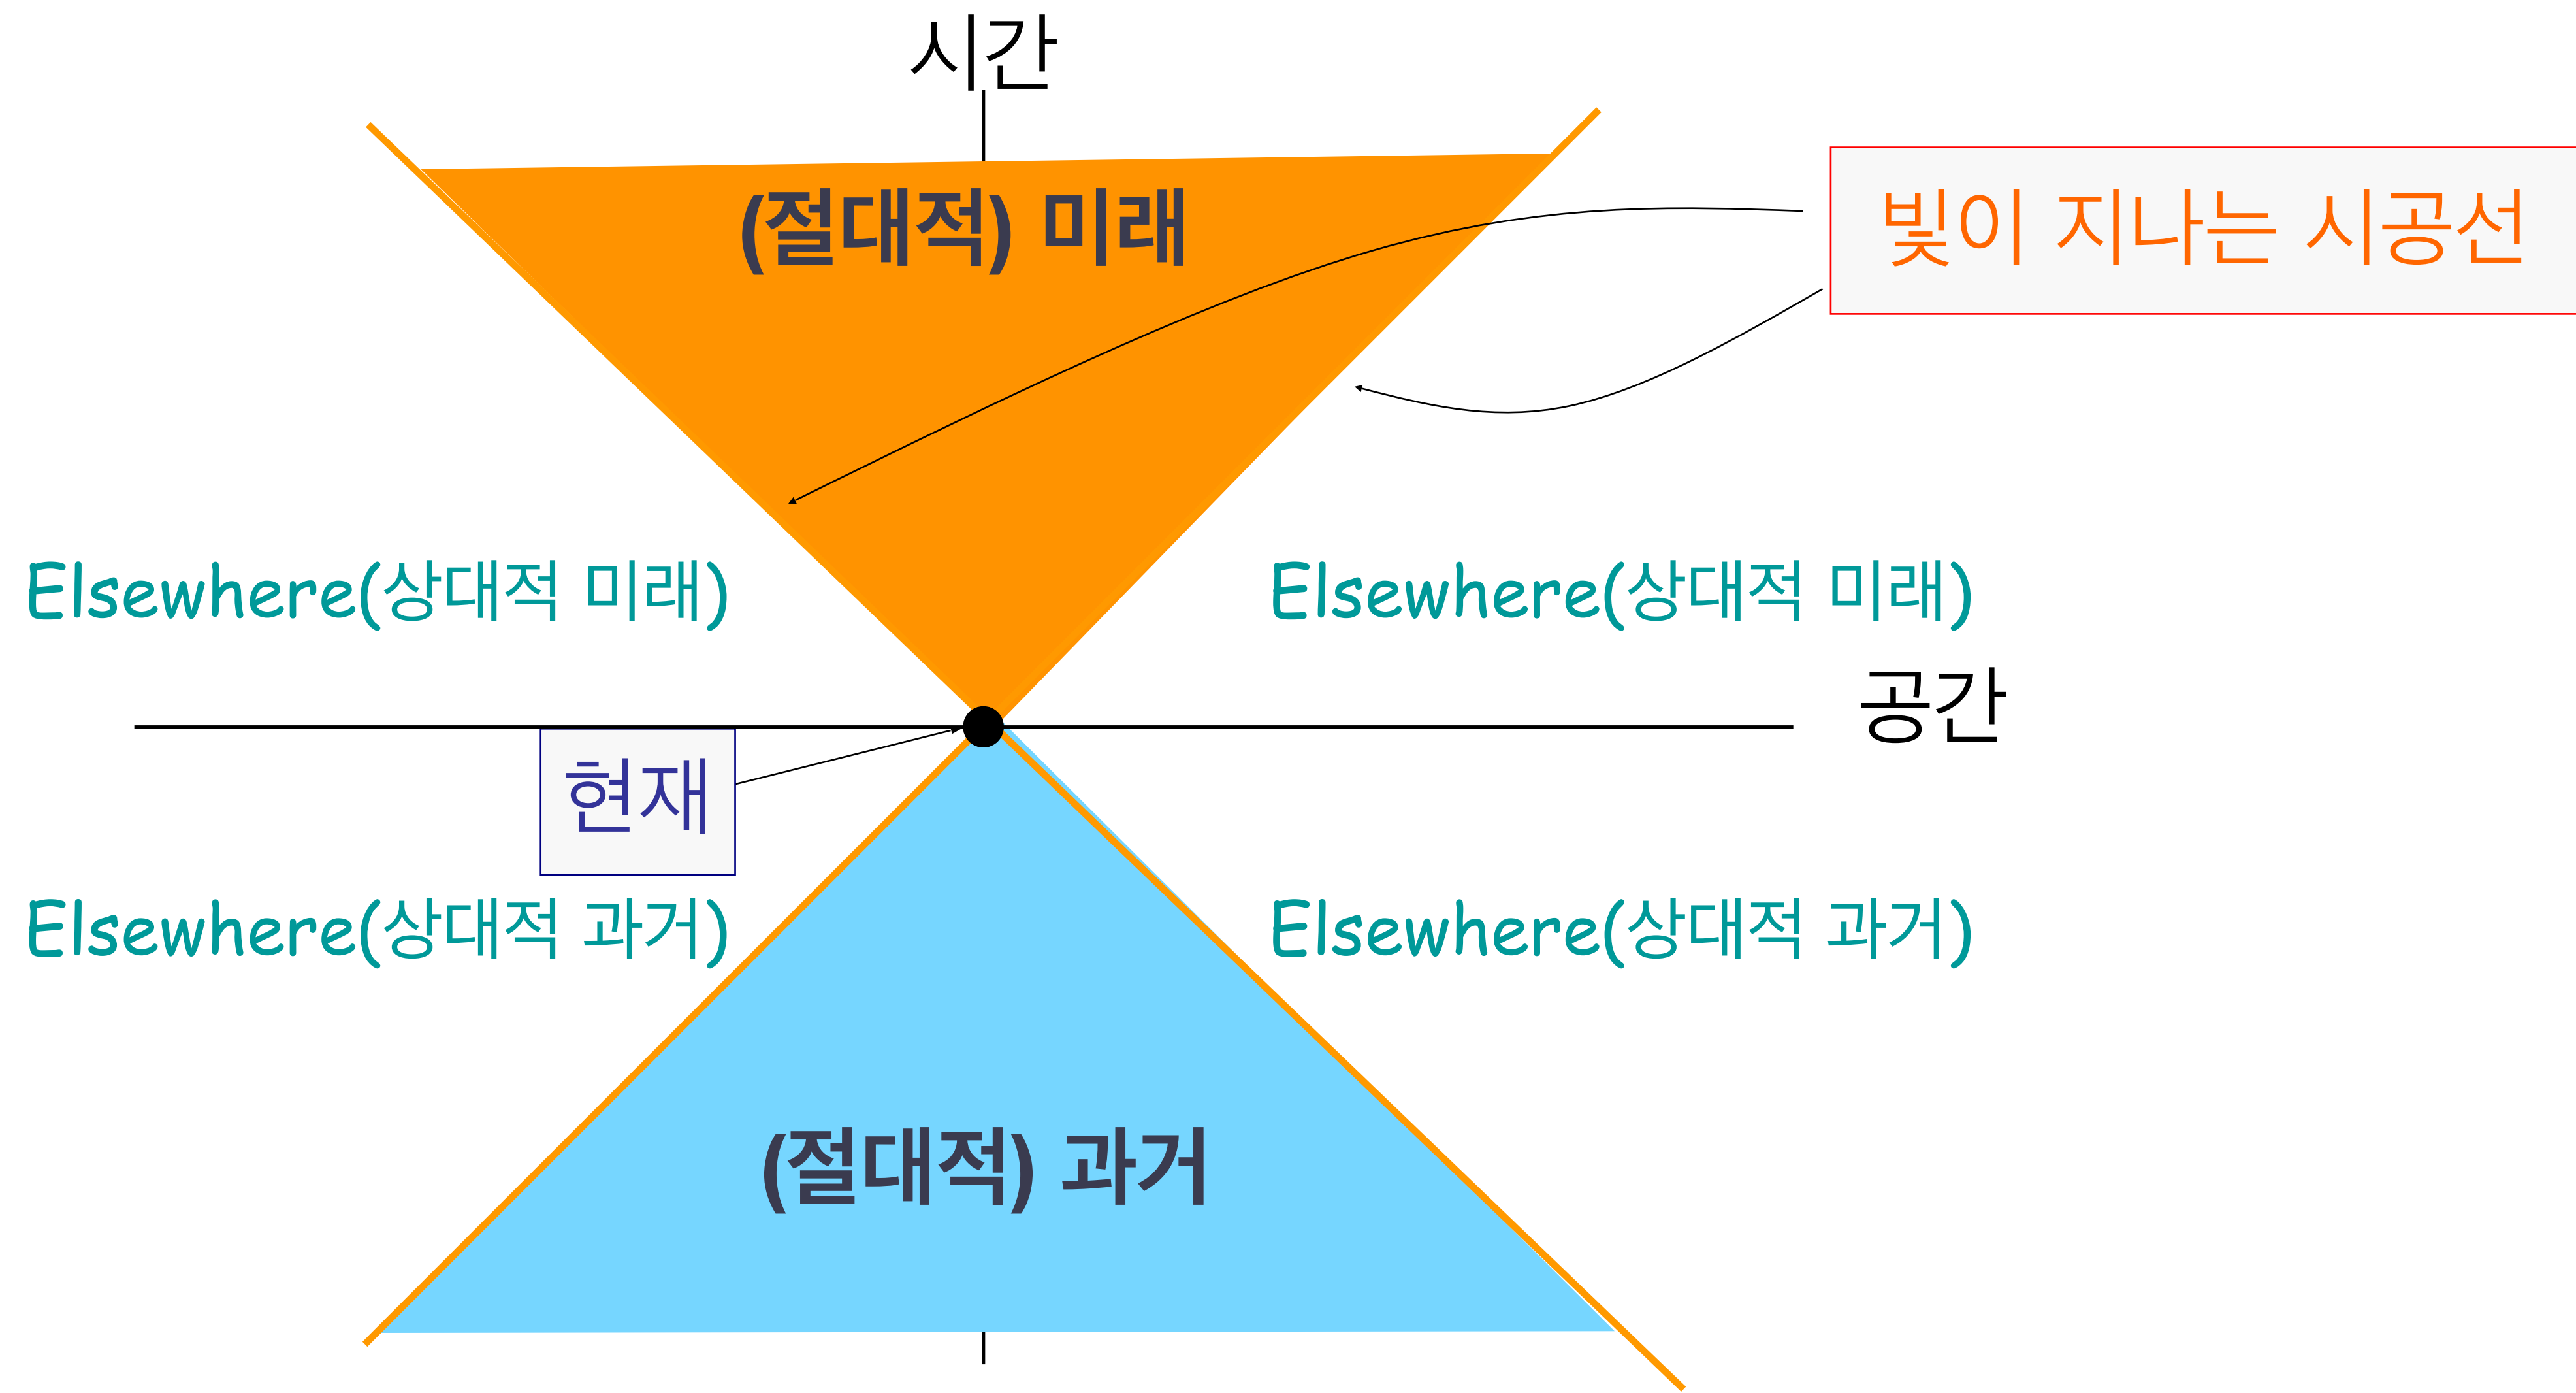 시간
(절대적) 미래
빛이 지나는 시공선
Elsewhere(상대적 미래)
Elsewhere(상대적 미래)
공간
현재
Elsewhere(상대적 과거)
Elsewhere(상대적 과거)
(절대적) 과거